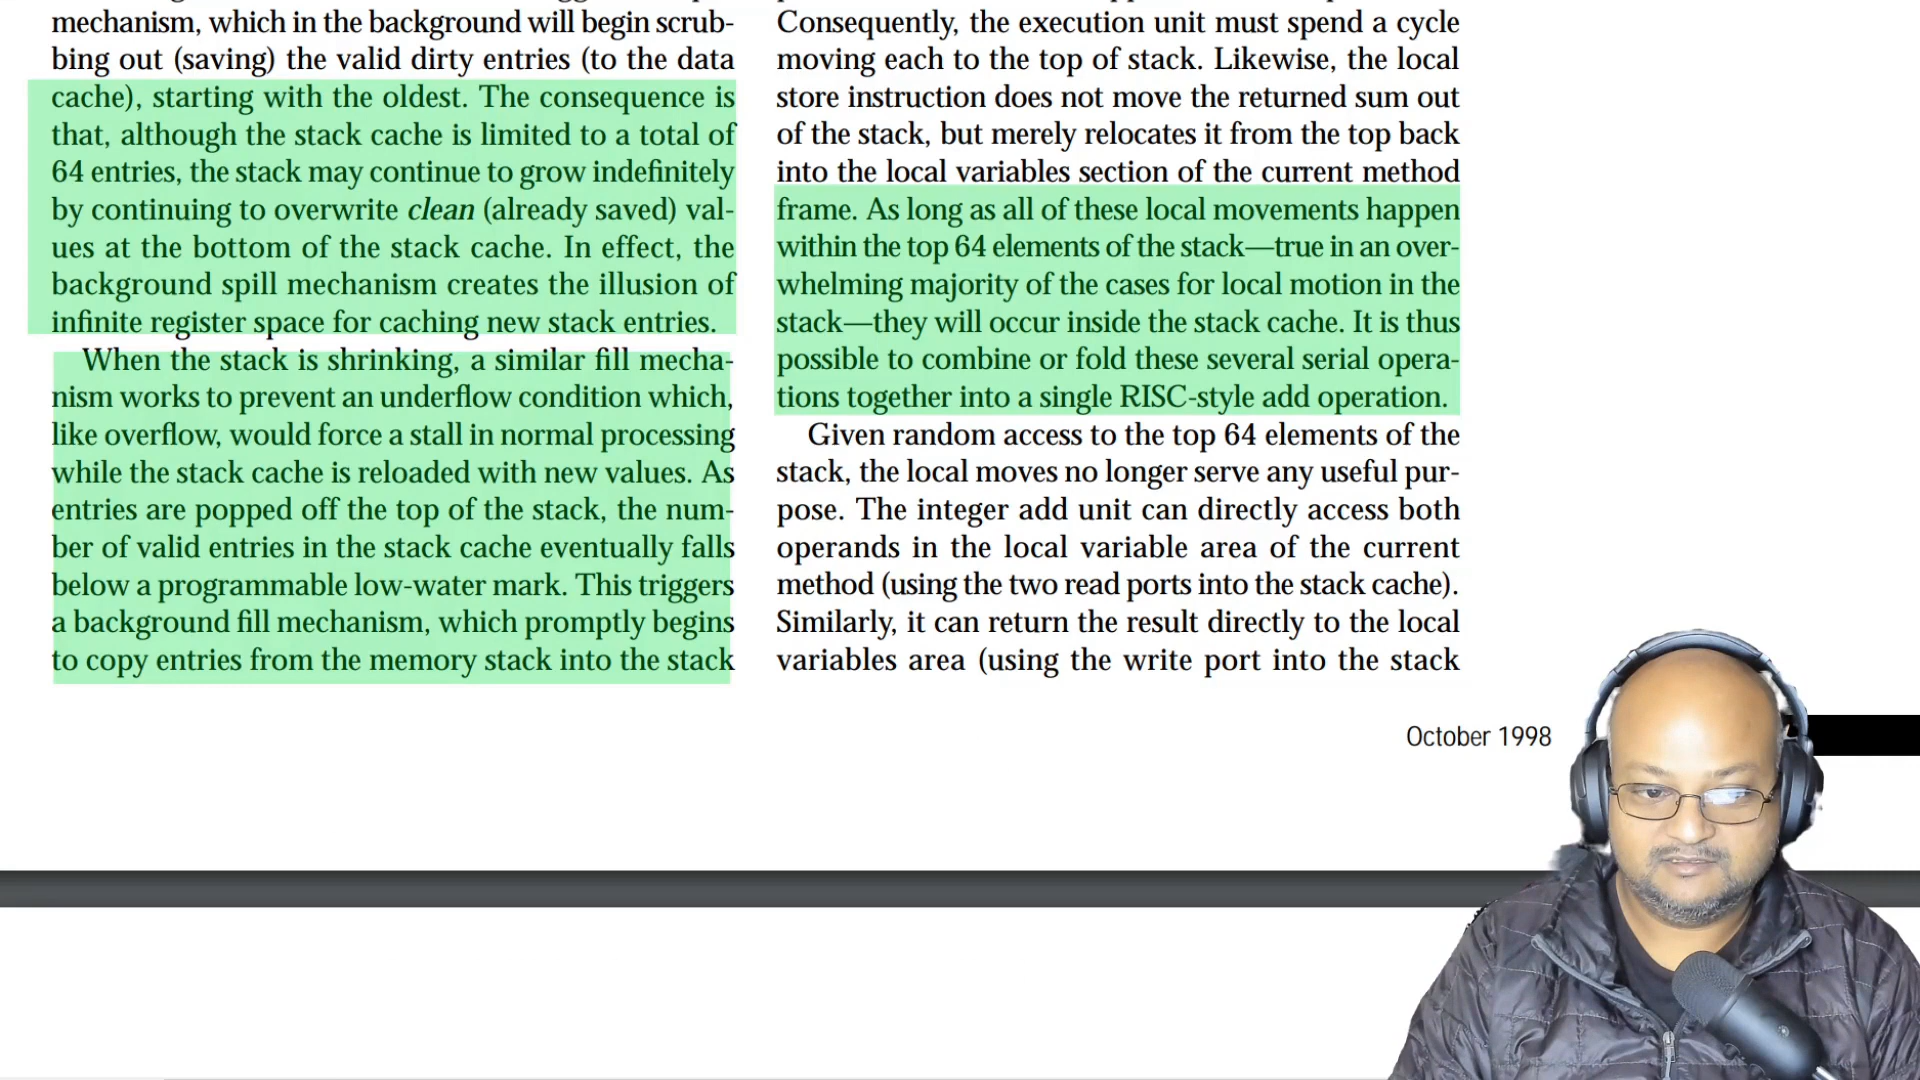 mechanism, which in the background will begin scrub-
bing out (saving) the valid dirty entries (to the data
cache), starting with the oldest. The consequence is
that, although the stack cache is limited to a total of
64 entries, the stack may continue to grow indefinitely
by continuing to overwrite clean (already saved) val-
ues at the bottom of the stack cache. In effect, the
background spill mechanism creates the illusion of
infinite register space for caching new stack entries.
When the stack is shrinking, a similar fill mecha-
nism works to prevent an underflow condition which,
like overflow, would force a stall in normal processing
while the stack cache is reloaded with new values. As
entries are popped off the top of the stack, the num-
ber of valid entries in the stack cache eventually falls
below a programmable low-water mark. This triggers
a background fill mechanism, which promptly begins
to copy entries from the memory stack into the stack
Consequently, the execution unit must spend a cycle
moving each to the top of stack. Likewise, the local
store instruction does not move the returned sum out
of the stack, but merely relocates it from the top back
into the local variables section of the current method
frame. As long as all of these local movements happen
within the top 64 elements of the stack—true in an over-
whelming majority of the cases for local motion in the
stack—they will occur inside the stack cache. It is thus
possible to combine or fold these several serial opera-
tions together into a single RISC-style add operation.
Given random access to the top 64 elements of the
stack, the local moves no longer serve any useful pur-
pose. The integer add unit can directly access both
operands in the local variable area of the current
method (using the two read ports into the stack cache).
Similarly, it can return the result directly to the local
variables area (using the write port into the stack
October 1998